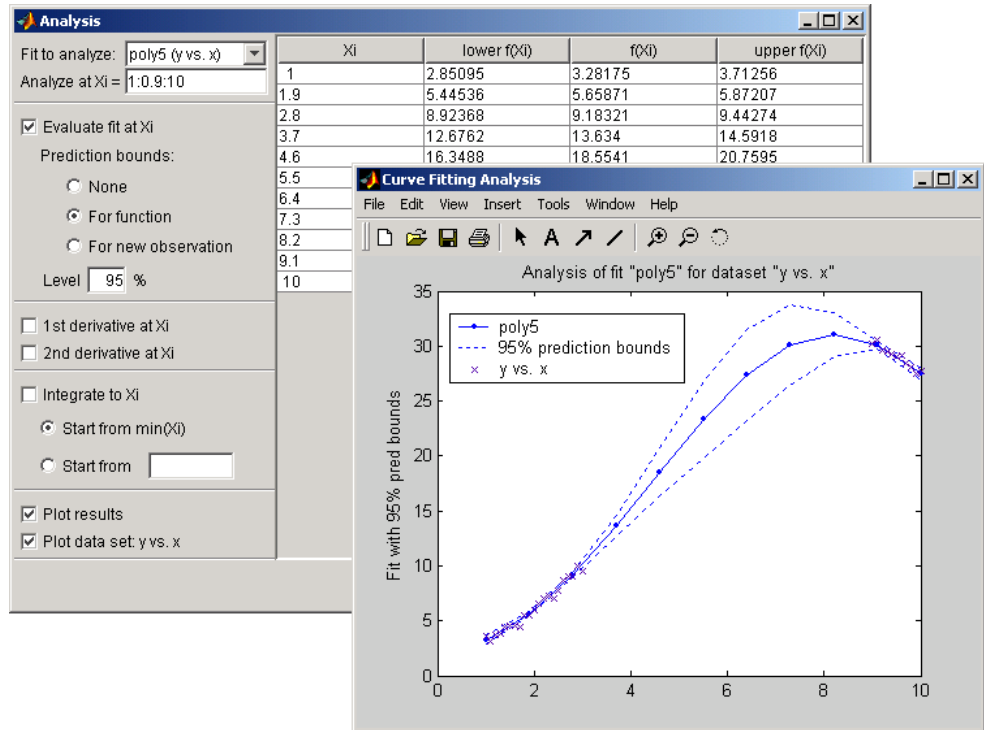 Analysis
Fit to analyze: poly5 (y vs. x)
Analyze at Xi = 1:0.9:10
Evaluate fit at Xi
Prediction bounds:
None
For function
For new observation
Level 95 %
1st derivative at Xi
2nd derivative at Xi
Integrate to Xi
Start from min(Xi)
Start from
Plot results
Plot data set: y vs. x
Xi lower f(Xi) f(Xi) upper f(Xi)
1 2.85095 3.28175 3.71256
1.9 5.44536 5.65871 5.87207
2.8 8.92368 9.18321 9.44274
3.7 12.6762 13.634 14.5918
4.6 16.3488 18.5541 20.7595
5.5
6.4
7.3
8.2
9.1
10
Curve Fitting Analysis
File Edit View Insert Tools Window Help
A
Analysis of fit "poly5" for dataset "y vs. x"
poly5
95% prediction bounds
y vs. x
Fit with 95% pred bounds
35
30
25
20
15
10
5
0
0 2 4 6 8 10